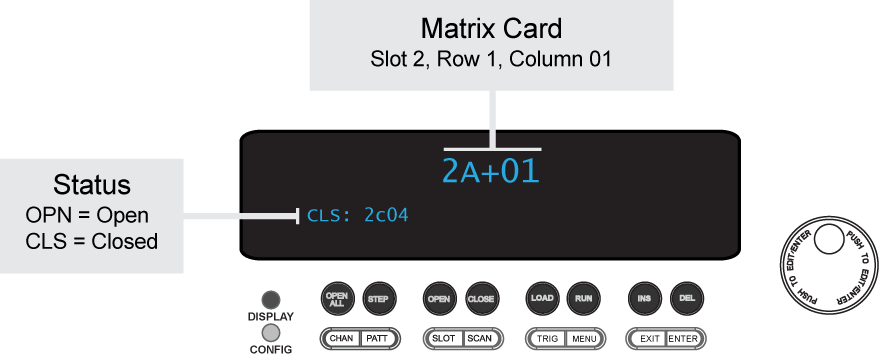 Matrix Card
Slot 2, Row 1, Column 01
2A+01
Status
OPN = Open
CLS = Closed
CLS: 2c04
PUSH TO EDIT/ENTER
PUSH TO EDIT/ENTER
DISPLAY
CONFIG
OPEN ALL
STEP
OPEN
CLOSE
LOAD
RUN
INS
DEL
CHAN
PATT
SLOT
SCAN
TRIG
MENU
EXIT
ENTER